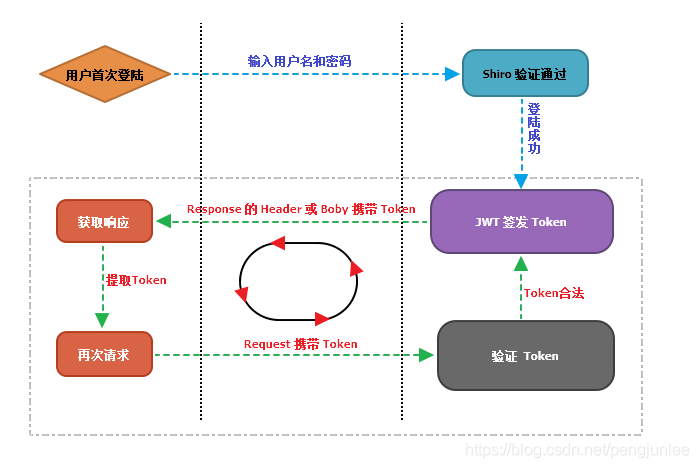 用户首次登陆
输入用户名和密码
Shiro 验证通过
登陆成功
Response 的 Header 或 Boby 携带 Token
获取响应
JWT 签发 Token
提取Token
Token合法
再次请求
Request 携带 Token
验证 Token
https://blog.csdn.net/pengjunlee